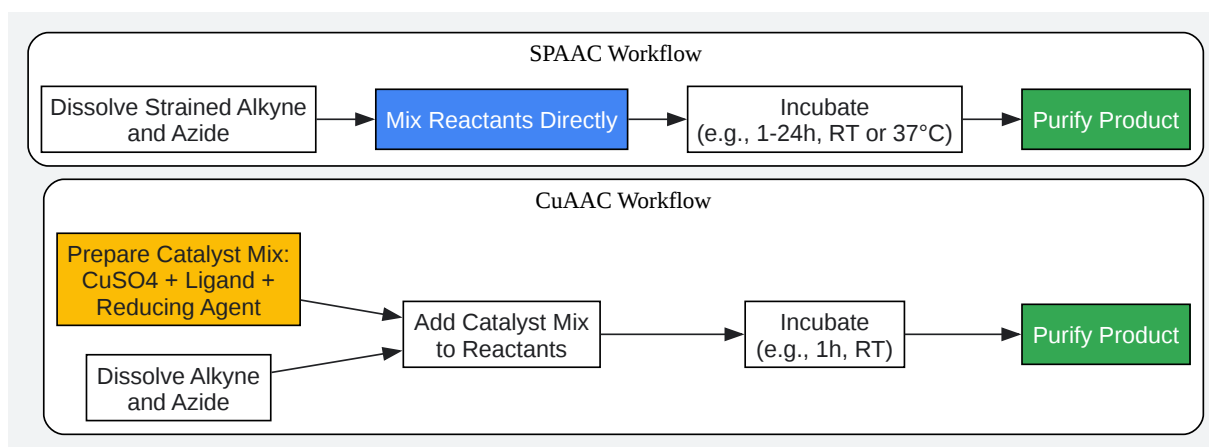 SPAAC Workflow
Dissolve Strained Alkyne
and Azide
Mix Reactants Directly
Incubate
(e.g., 1-24h, RT or 37°C)
Purify Product
CuAAC Workflow
Prepare Catalyst Mix:
CuSO4 + Ligand +
Reducing Agent
Dissolve Alkyne
and Azide
Add Catalyst Mix
to Reactants
Incubate
(e.g., 1h, RT)
Purify Product